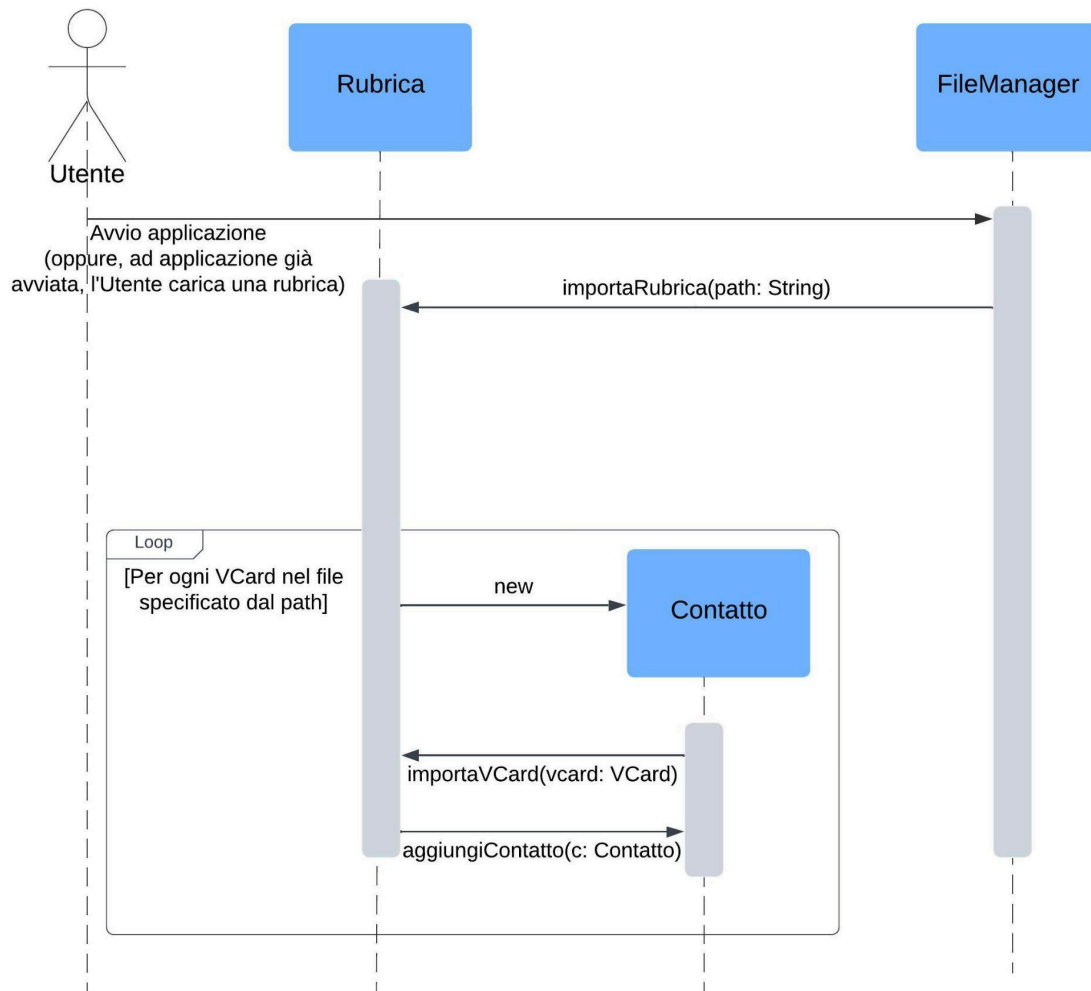 Rubrica
FileManager
Utente
Avvio applicazione
(oppure, ad applicazione già
avviata, l'Utente carica una rubrica)
importaRubrica(path: String)
Loop
[Per ogni VCard nel file
specificato dal path]
new
Contatto
importaVCard(vcard: VCard)
aggiungiContatto(c: Contatto)